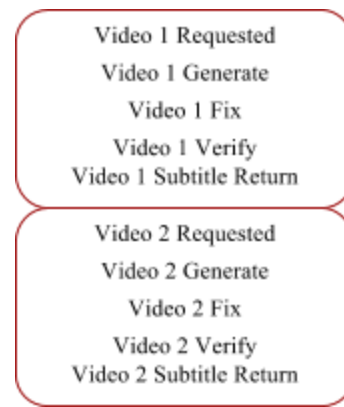 Video 1 Requested
Video 1 Generate
Video 1 Fix
Video 1 Verify
Video 1 Subtitle Return
Video 2 Requested
Video 2 Generate
Video 2 Fix
Video 2 Verify
Video 2 Subtitle Return